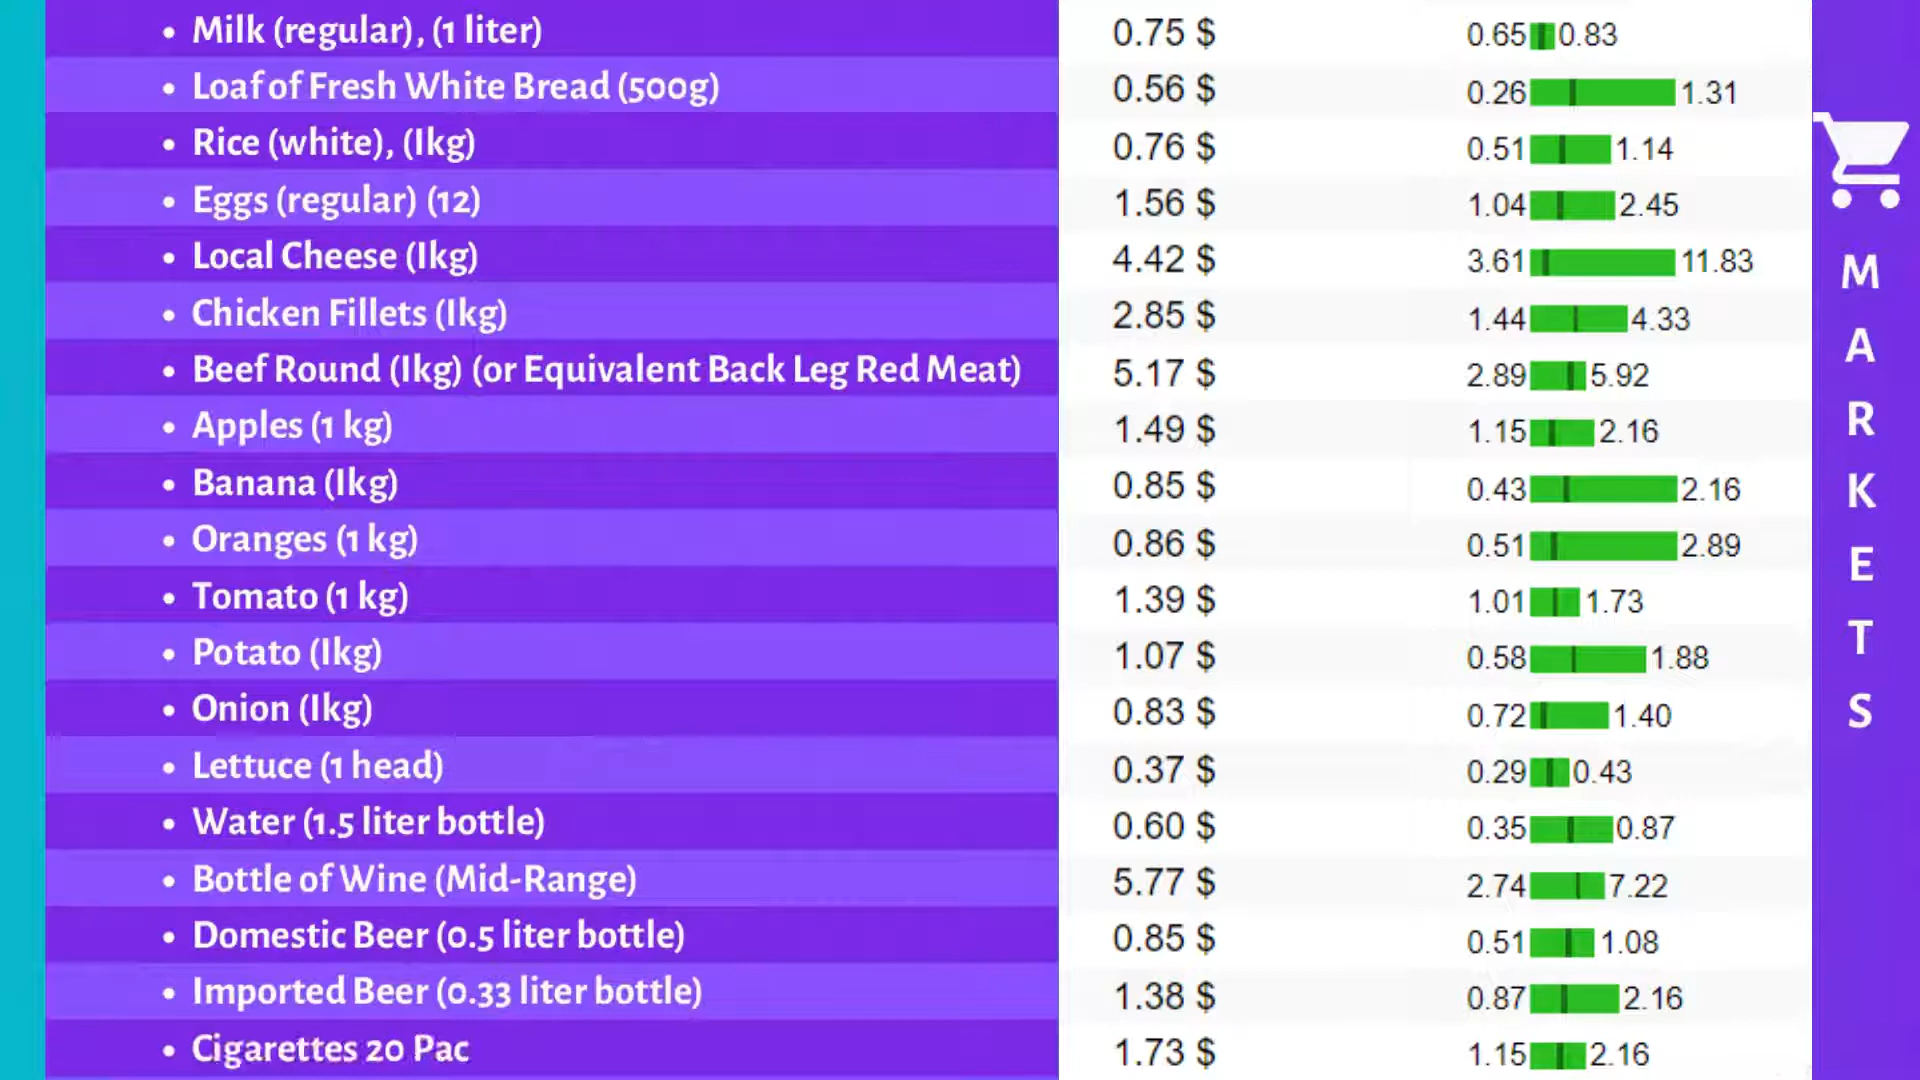 Milk (regular), (1 liter) 0.75 $ 0.65 0.83
Loaf of Fresh White Bread (500g) 0.56 $ 0.26 1.31
Rice (white), (1kg) 0.76 $ 0.51 1.14
Eggs (regular) (12) 1.56 $ 1.04 2.45
Local Cheese (1kg) 4.42 $ 3.61 11.83
Chicken Fillets (1kg) 2.85 $ 1.44 4.33
Beef Round (1kg) (or Equivalent Back Leg Red Meat) 5.17 $ 2.89 5.92
Apples (1 kg) 1.49 $ 1.15 2.16
Banana (1kg) 0.85 $ 0.43 2.16
Oranges (1 kg) 0.86 $ 0.51 2.89
Tomato (1 kg) 1.39 $ 1.01 1.73
Potato (1kg) 1.07 $ 0.58 1.88
Onion (1kg) 0.83 $ 0.72 1.40
Lettuce (1 head) 0.37 $ 0.29 0.43
Water (1.5 liter bottle) 0.60 $ 0.35 0.87
Bottle of Wine (Mid-Range) 5.77 $ 2.74 7.22
Domestic Beer (0.5 liter bottle) 0.85 $ 0.51 1.08
Imported Beer (0.33 liter bottle) 1.38 $ 0.87 2.16
Cigarettes 20 Pac 1.73 $ 1.15 2.16
MARKETS